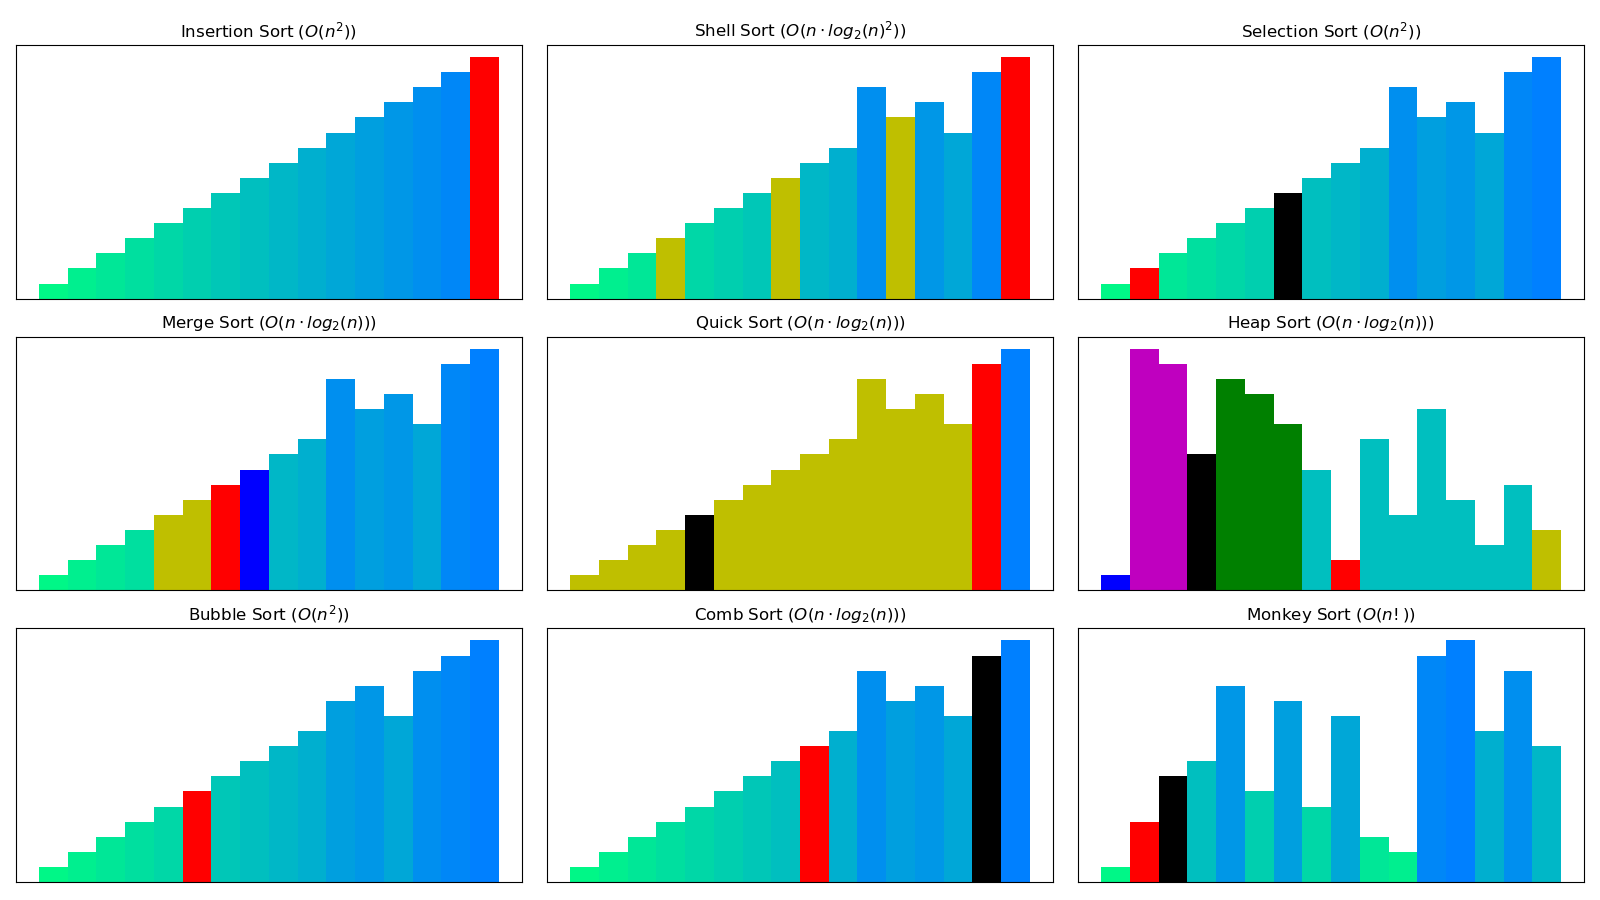 Insertion Sort (O(n²))
Shell Sort (O(n · log₂(n)²))
Selection Sort (O(n²))
Merge Sort (O(n · log₂(n)))
Quick Sort (O(n · log₂(n)))
Heap Sort (O(n · log₂(n)))
Bubble Sort (O(n²))
Comb Sort (O(n · log₂(n)))
Monkey Sort (O(n!))